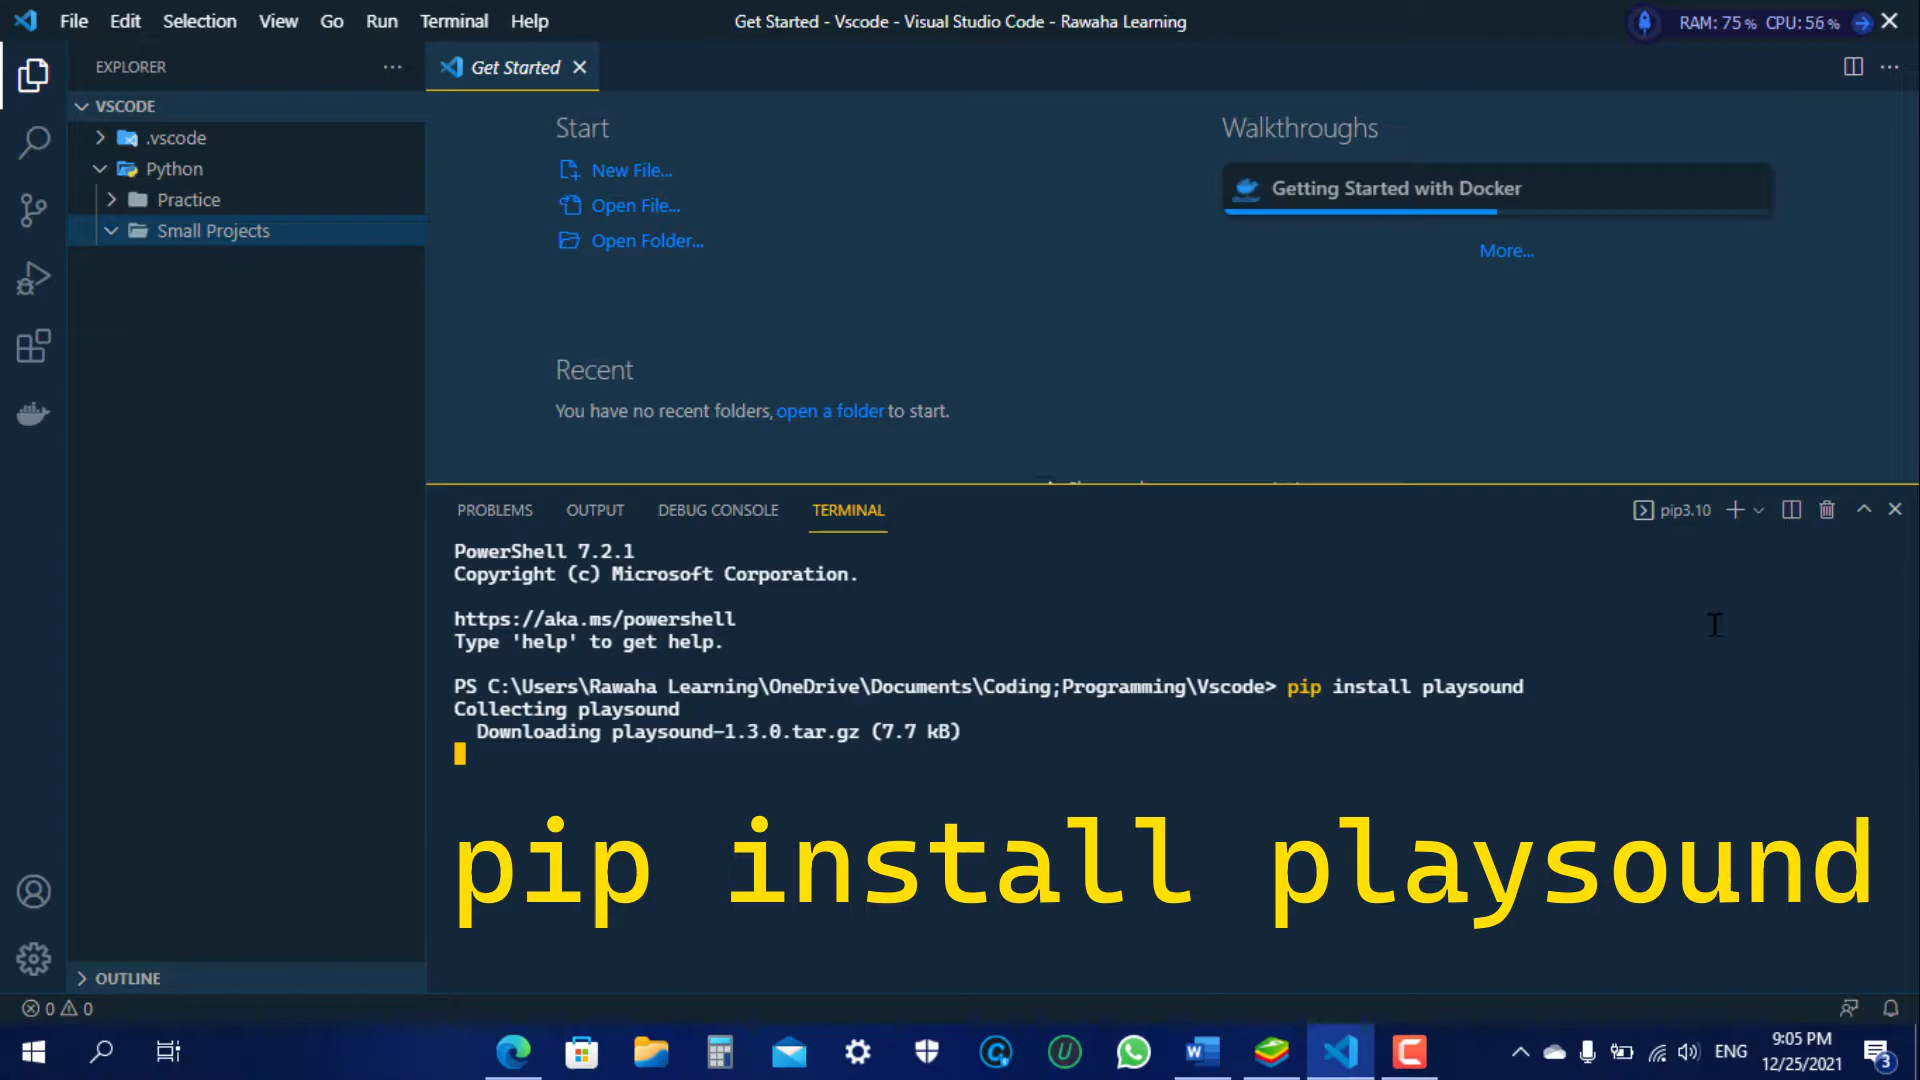 File Edit Selection View Go Run Terminal Help
Get Started - Vscode - Visual Studio Code - Rawaha Learning
RAM: 75 % CPU: 56 %
EXPLORER
Get Started
VSCODE
.vscode
Python
Practice
Small Projects
Start
New File...
Open File...
Open Folder...
Walkthroughs
Getting Started with Docker
More...
Recent
You have no recent folders, open a folder to start.
PROBLEMS OUTPUT DEBUG CONSOLE TERMINAL
pip3.10
PowerShell 7.2.1
Copyright (c) Microsoft Corporation.
https://aka.ms/powershell
Type 'help' to get help.
PS C:\Users\Rawaha Learning\OneDrive\Documents\Coding;Programming\Vscode> pip install playsound
Collecting playsound
Downloading playsound-1.3.0.tar.gz (7.7 kB)
pip install playsound
OUTLINE
0 0
ENG
9:05 PM
12/25/2021
3